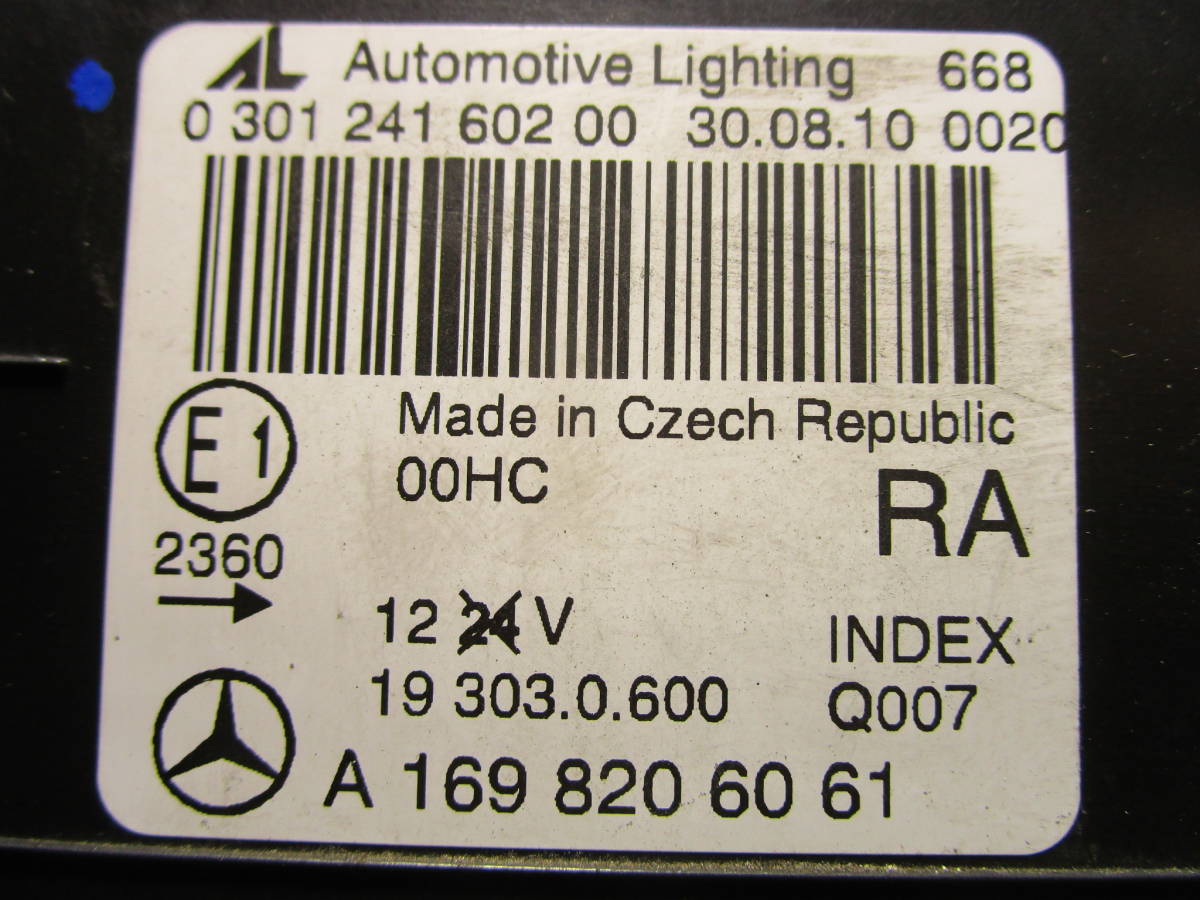 AL Automotive Lighting 668
0 301 241 602 00 30.08.10 0020
Made in Czech Republic
E1
00HC
RA
2360
12 24 V
INDEX
19 303.0.600
Q007
A 169 820 60 61